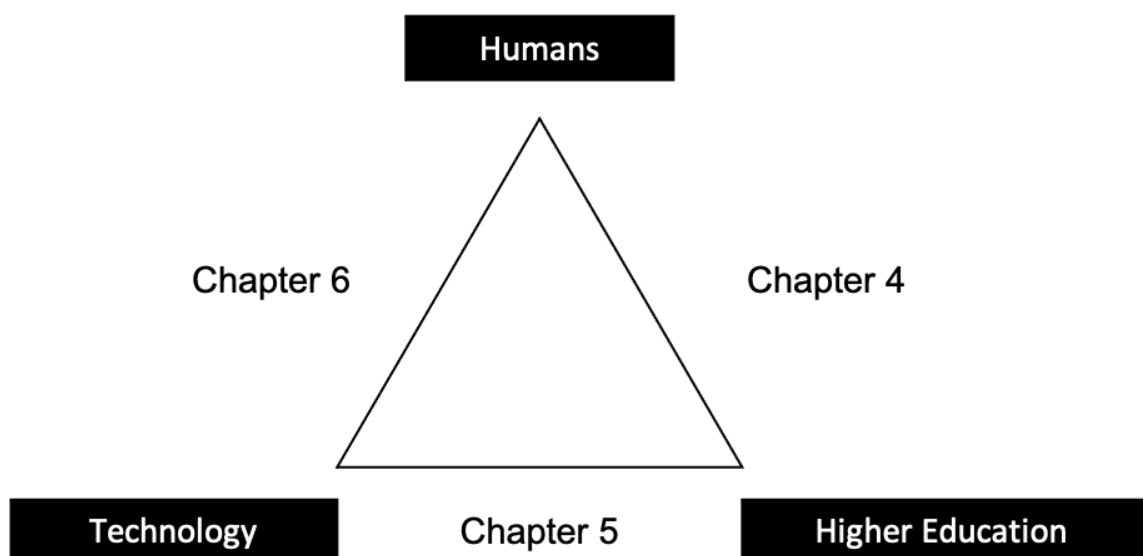 Humans
Chapter 6
Chapter 4
Technology
Chapter 5
Higher Education